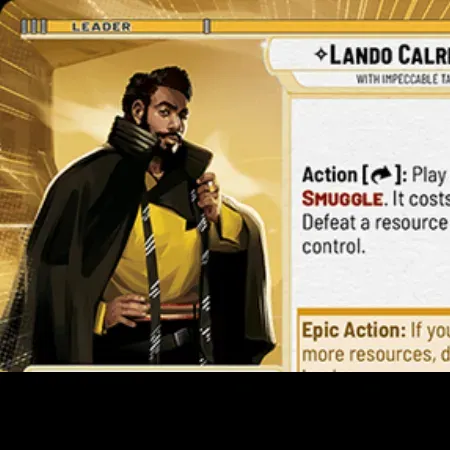 LEADER
LANDO CALR
WITH IMPECCABLE TA
Action [ ]: Play
SMUGGLE. It costs
Defeat a resource
control.
Epic Action: If you
more resources, d